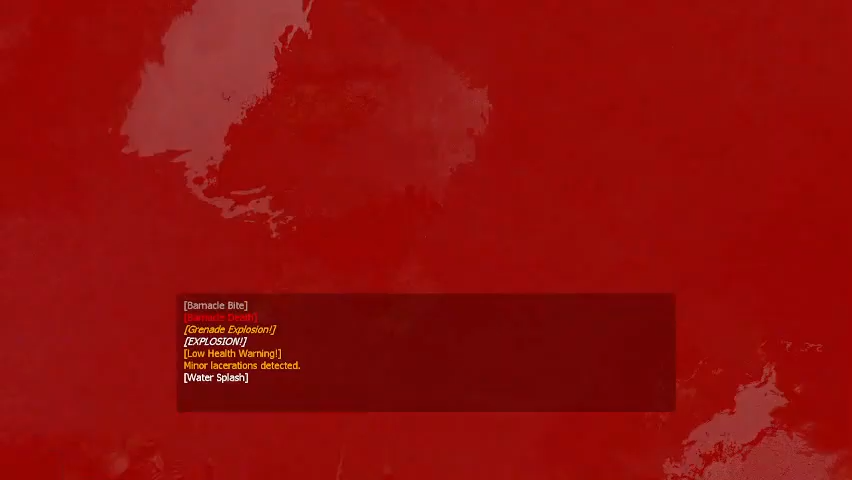 [Barnacle Bite]
[Barnacle Death]
[Grenade Explosion!]
[EXPLOSION!]
[Low Health Warning!]
Minor lacerations detected.
[Water Splash]